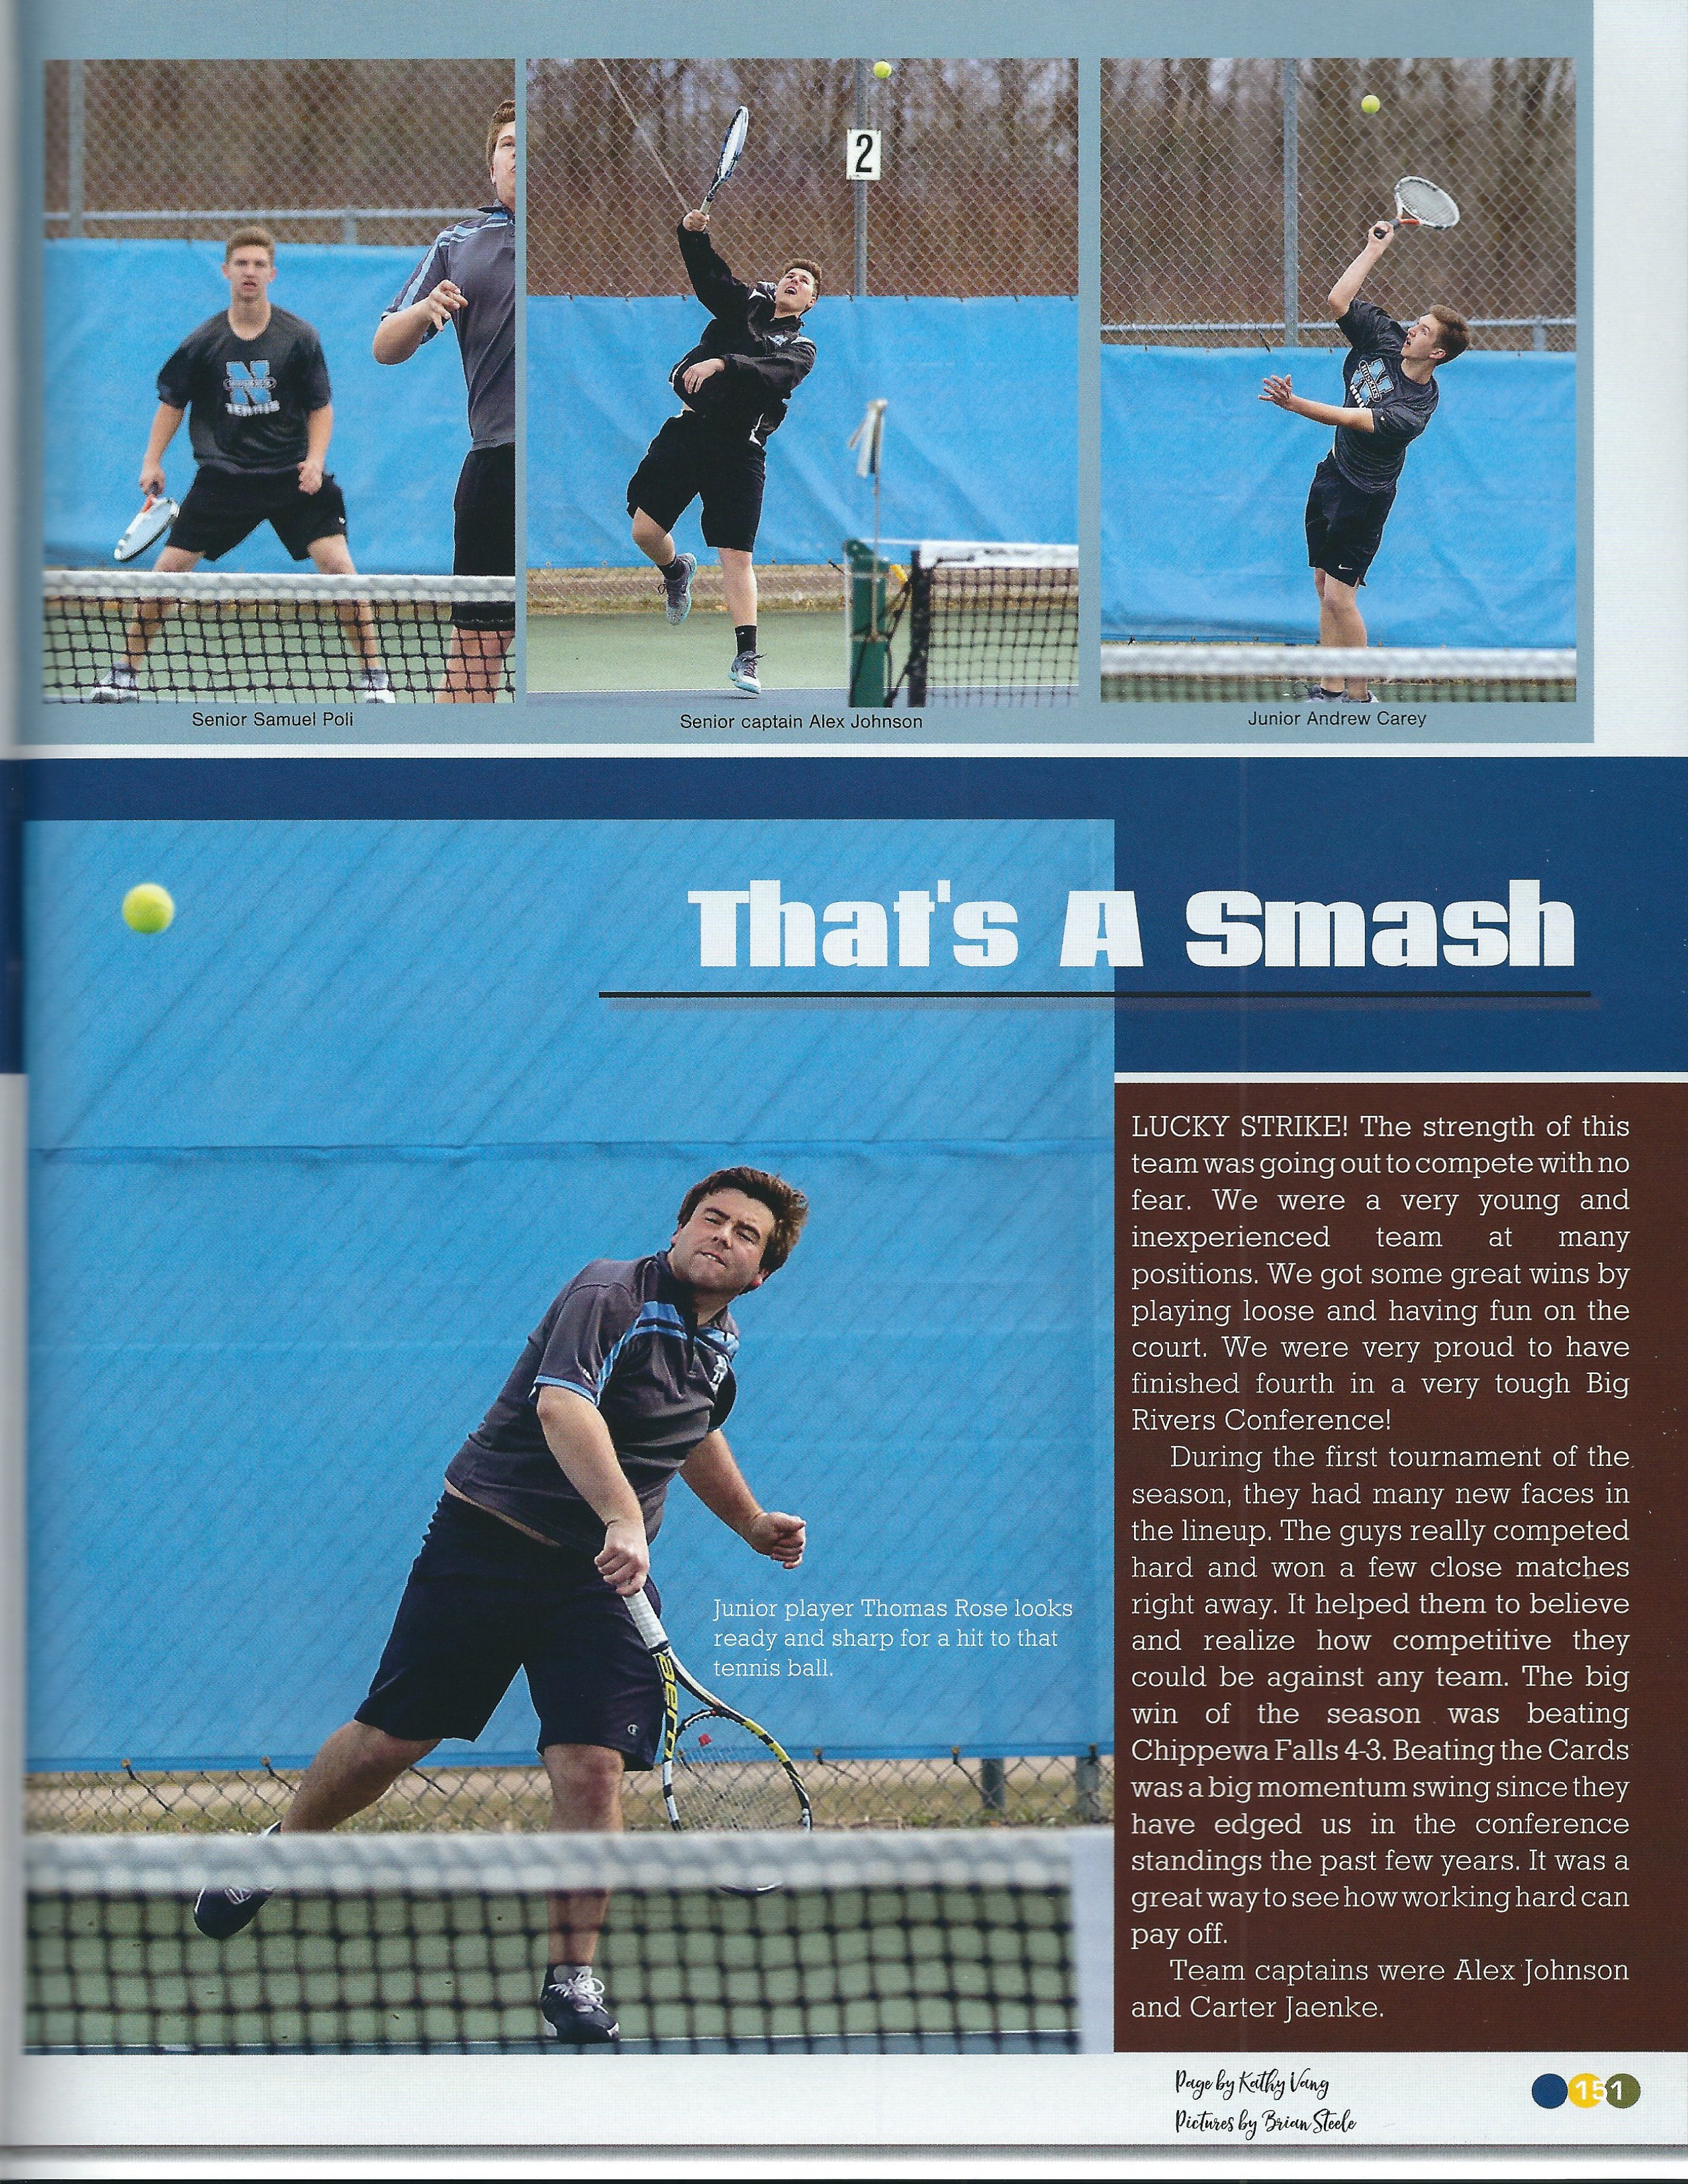 2
N
HUSKIES
TENNIS
N
HUSKIES
Senior Samuel Poli
Senior captain Alex Johnson
Junior Andrew Carey
That's A Smash
LUCKY STRIKE! The strength of this
team was going out to compete with no
fear. We were a very young and
inexperienced team at many
positions. We got some great wins by
playing loose and having fun on the
court. We were very proud to have
finished fourth in a very tough Big
Rivers Conference!
During the first tournament of the
season, they had many new faces in
the lineup. The guys really competed
hard and won a few close matches
right away. It helped them to believe
and realize how competitive they
could be against any team. The big
win of the season was beating
Chippewa Falls 4-3. Beating the Cards
was a big momentum swing since they
have edged us in the conference
standings the past few years. It was a
great way to see how working hard can
pay off.
Team captains were Alex Johnson
and Carter Jaenke.
Junior player Thomas Rose looks
ready and sharp for a hit to that
tennis ball.
AERO
Page by Kathy Vang
Pictures by Brian Steele
151